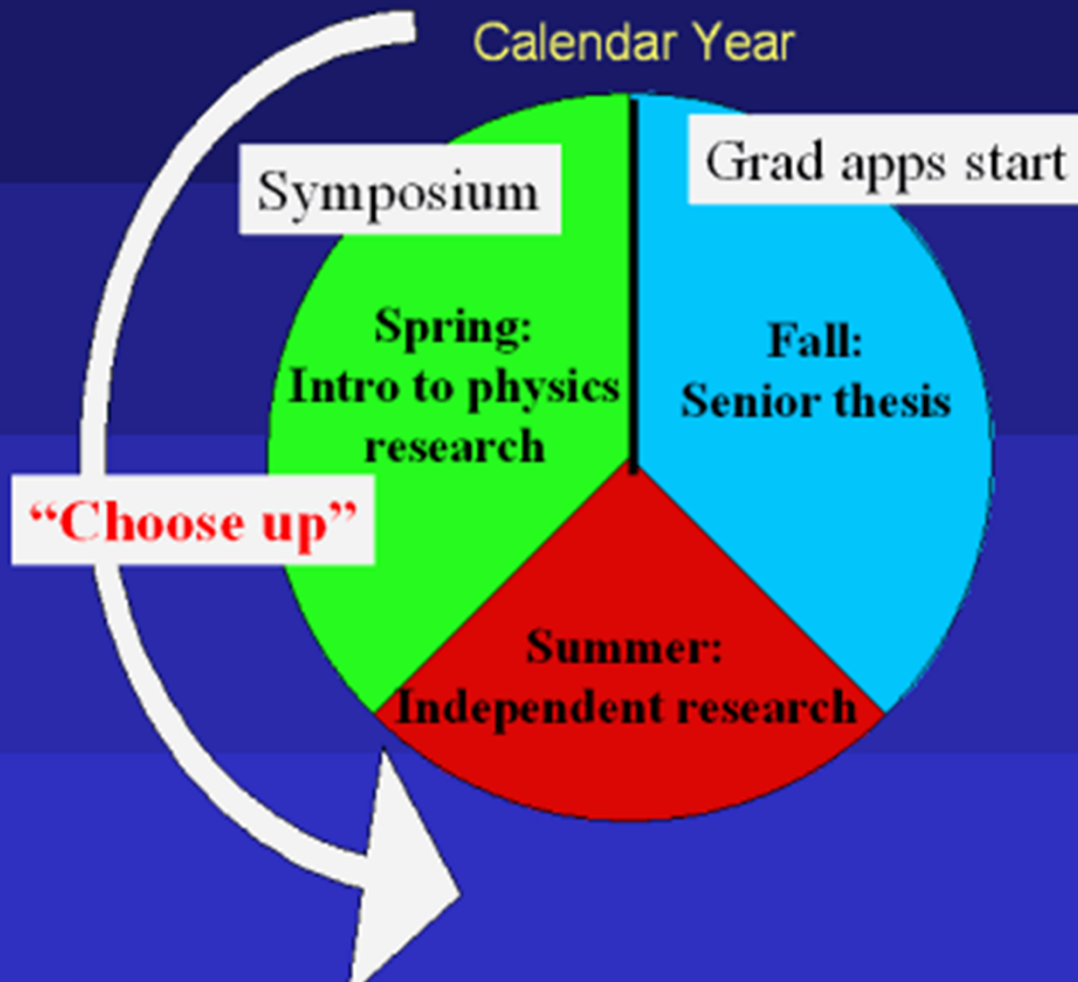 Calendar Year
Symposium
Grad apps start
Spring:
Intro to physics
research
Fall:
Senior thesis
“Choose up”
Summer:
Independent research